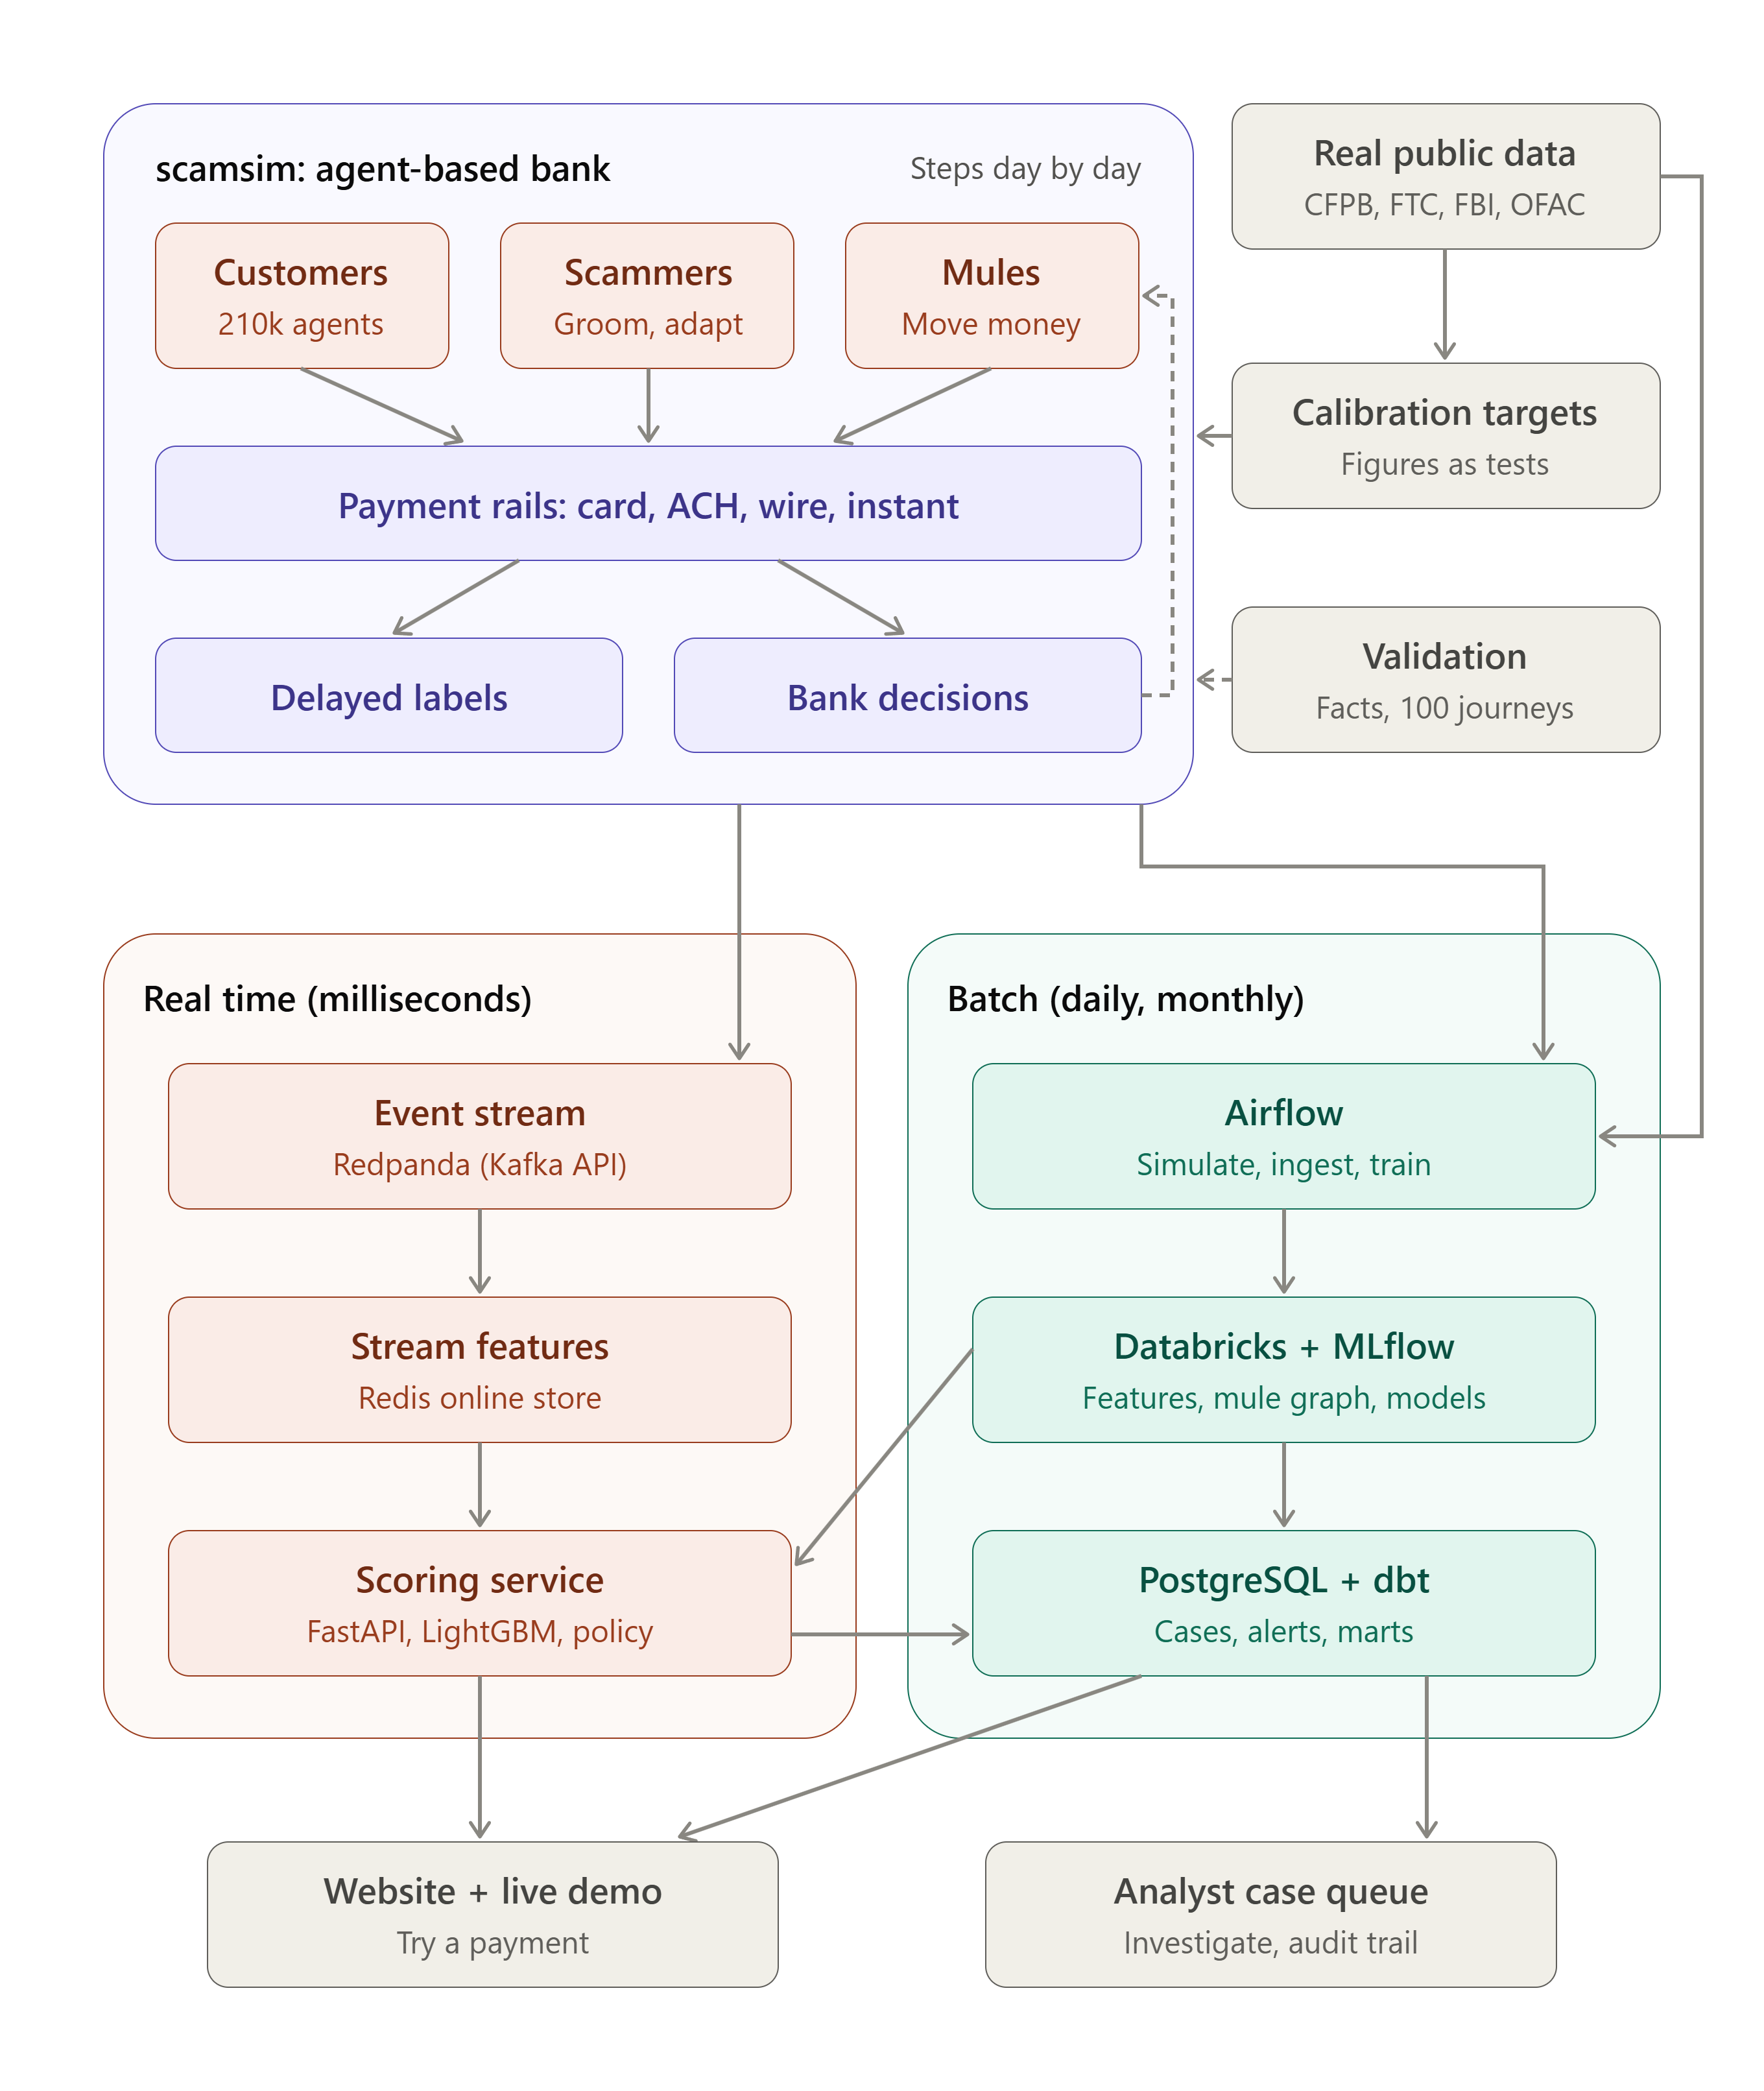 scamsim: agent-based bank
Steps day by day
Real public data
CFPB, FTC, FBI, OFAC
Customers
210k agents
Scammers
Groom, adapt
Mules
Move money
Calibration targets
Figures as tests
Payment rails: card, ACH, wire, instant
Validation
Facts, 100 journeys
Delayed labels
Bank decisions
Real time (milliseconds)
Event stream
Redpanda (Kafka API)
Stream features
Redis online store
Scoring service
FastAPI, LightGBM, policy
Batch (daily, monthly)
Airflow
Simulate, ingest, train
Databricks + MLflow
Features, mule graph, models
PostgreSQL + dbt
Cases, alerts, marts
Website + live demo
Try a payment
Analyst case queue
Investigate, audit trail